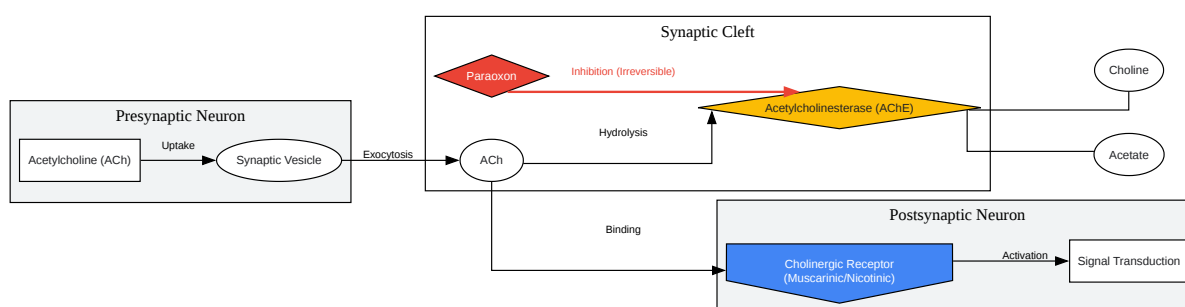 Synaptic Cleft
Paraoxon
Inhibition (Irreversible)
Acetylcholinesterase (AChE)
Choline
Acetate
Presynaptic Neuron
Acetylcholine (ACh)
Uptake
Synaptic Vesicle
Exocytosis
ACh
Hydrolysis
Binding
Postsynaptic Neuron
Cholinergic Receptor
(Muscarinic/Nicotinic)
Activation
Signal Transduction